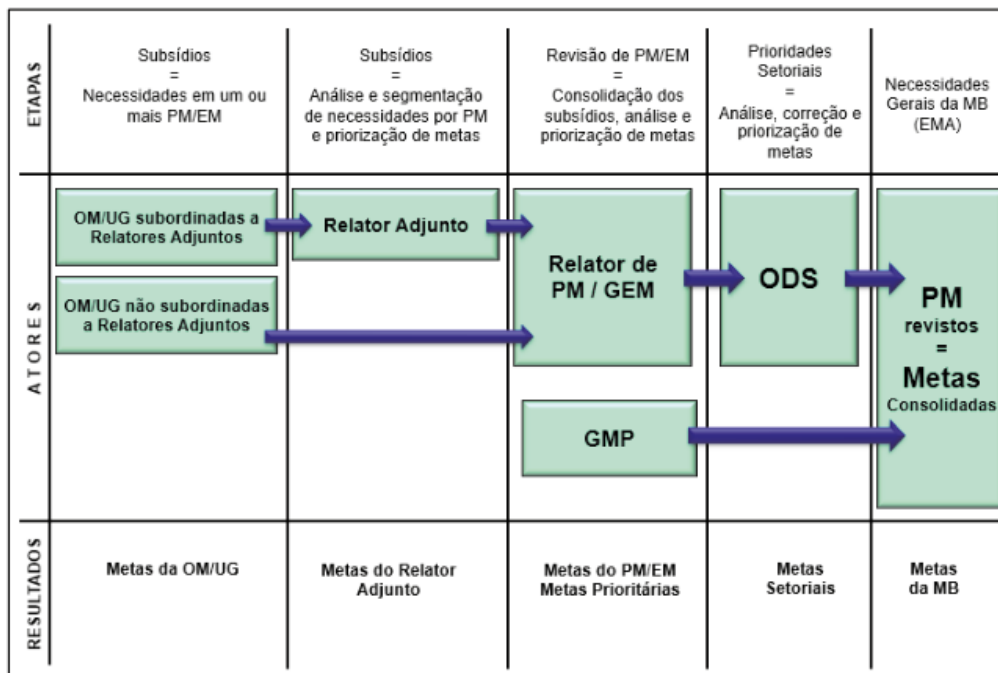 ETAPAS
Subsídios
=
Necessidades em um ou
mais PM/EM
Subsídios
=
Análise e segmentação
de necessidades por PM
e priorização de metas
Revisão de PM/EM
=
Consolidação dos
subsídios, análise e
priorização de metas
Prioridades
Setoriais
=
Análise, correção e
priorização de
metas
Necessidades
Gerais da MB
(EMA)
ATORES
OM/UG subordinadas a
Relatores Adjuntos
OM/UG não subordinadas
a Relatores Adjuntos
Relator Adjunto
Relator de
PM / GEM
GMP
ODS
PM
revistos
=
Metas
Consolidadas
RESULTADOS
Metas da OM/UG
Metas do Relator
Adjunto
Metas do PM/EM
Metas Prioritárias
Metas
Setoriais
Metas
da MB